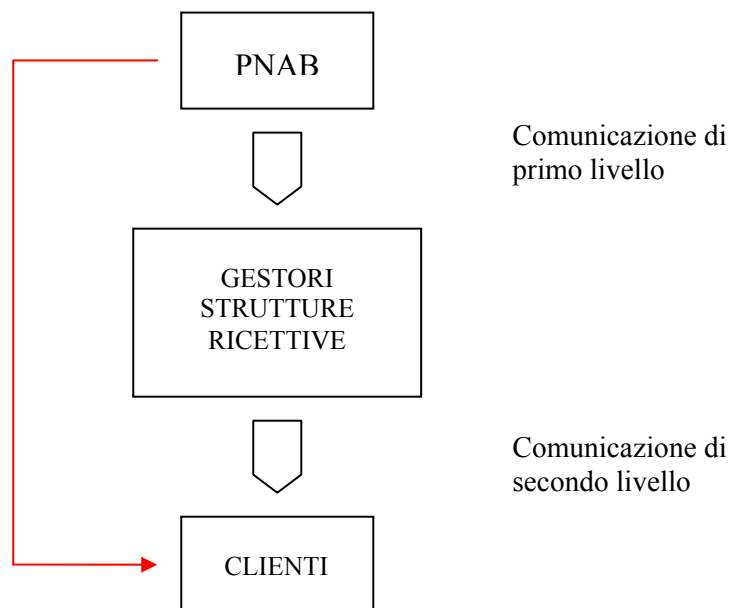 PNAB
Comunicazione di
primo livello
GESTORI
STRUTTURE
RICETTIVE
Comunicazione di
secondo livello
CLIENTI